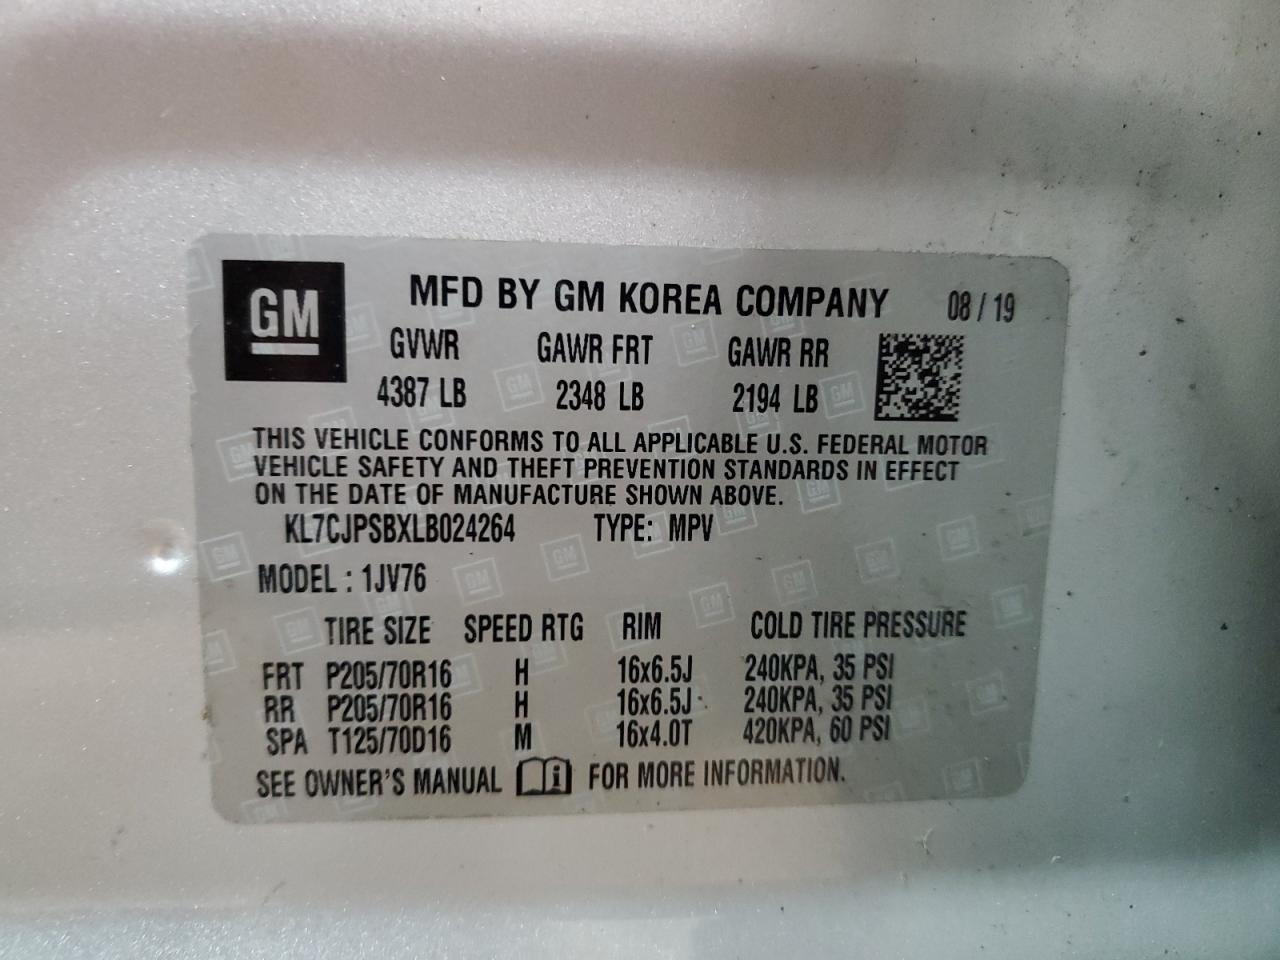 GM
MFD BY GM KOREA COMPANY 08 / 19
GVWR GAWR FRT GAWR RR
4387 LB 2348 LB 2194 LB
THIS VEHICLE CONFORMS TO ALL APPLICABLE U.S. FEDERAL MOTOR
VEHICLE SAFETY AND THEFT PREVENTION STANDARDS IN EFFECT
ON THE DATE OF MANUFACTURE SHOWN ABOVE.
KL7CJPSBXLB024264 TYPE: MPV
MODEL : 1JV76
TIRE SIZE SPEED RTG RIM COLD TIRE PRESSURE
FRT P205/70R16 H 16x6.5J 240KPA, 35 PSI
RR P205/70R16 H 16x6.5J 240KPA, 35 PSI
SPA T125/70D16 M 16x4.0T 420KPA, 60 PSI
SEE OWNER'S MANUAL i FOR MORE INFORMATION.